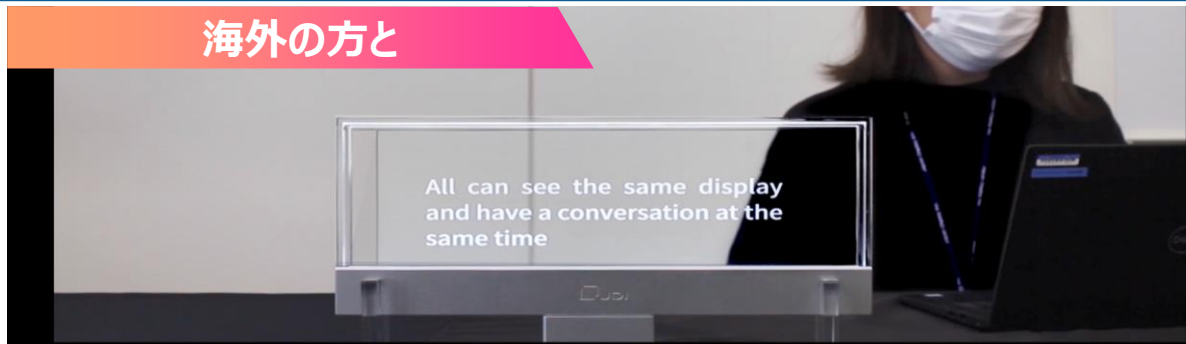 海外の方と
All can see the same display
and have a conversation at the
same time